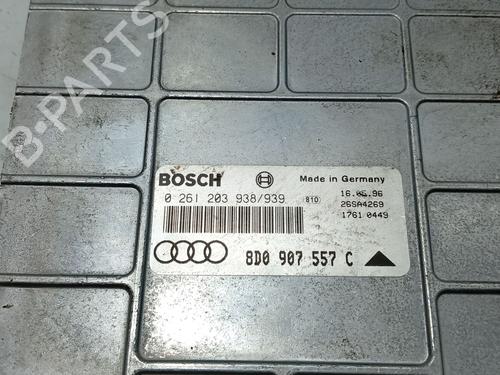 B-PARTS
BOSCH Made in Germany
0 261 203 938/939 810 16.05.96
26SA4269
1761 0449
8D0 907 557 C